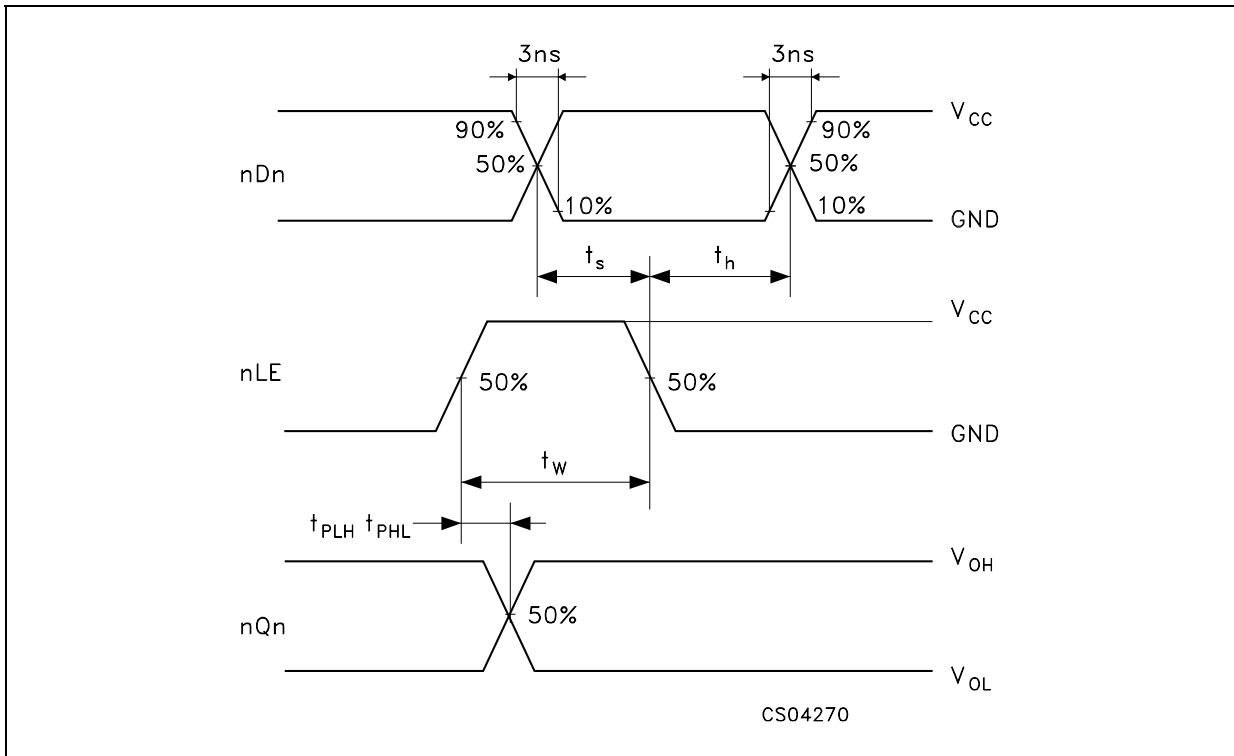 3ns 3ns
V_CC
90% 90%
50% 50%
nDn
10% 10%
GND
t_s t_h
V_CC
nLE
50% 50%
GND
t_W
t_PLH t_PHL
V_OH
50%
nQn
V_OL
CS04270